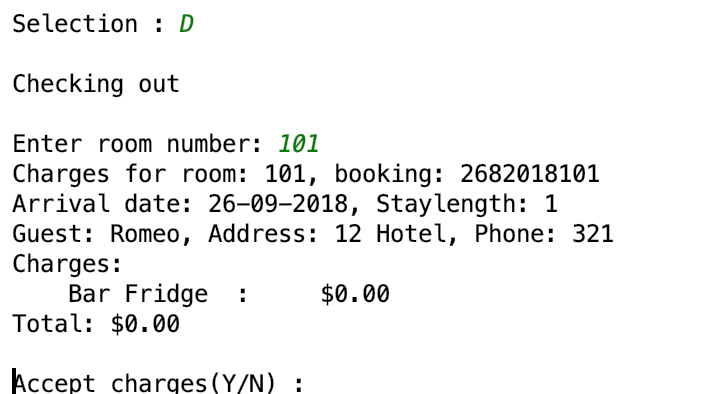 Selection : D
Checking out
Enter room number: 101
Charges for room: 101, booking: 2682018101
Arrival date: 26-09-2018, Staylength: 1
Guest: Romeo, Address: 12 Hotel, Phone: 321
Charges:
    Bar Fridge  :     $0.00
Total: $0.00
Accept charges(Y/N) :